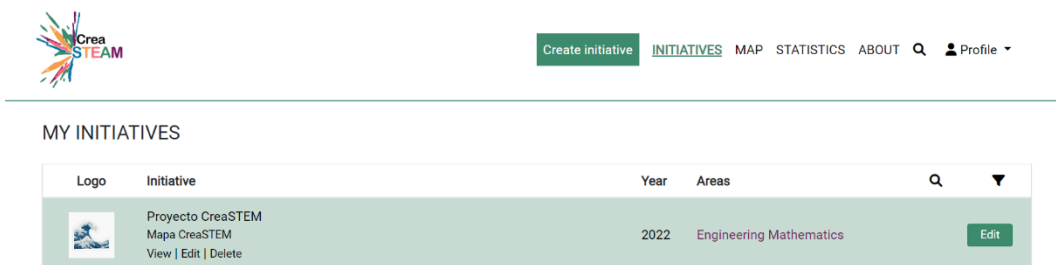 Crea
STEAM
Create initiative INITIATIVES MAP STATISTICS ABOUT Profile
MY INITIATIVES
Logo Initiative Year Areas
Proyecto CreaSTEM
Mapa CreaSTEM
View | Edit | Delete
2022 Engineering Mathematics Edit